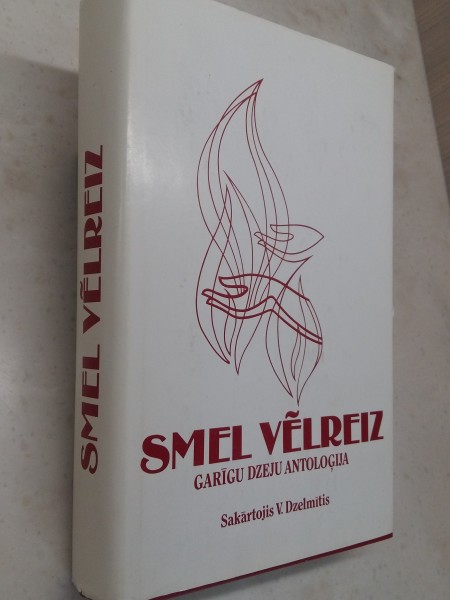 SMEL VĒLREIZ
SMEL VĒLREIZ
GARĪGU DZEJU ANTOLOĢIJA
Sakārtojis V. Dzelmītis